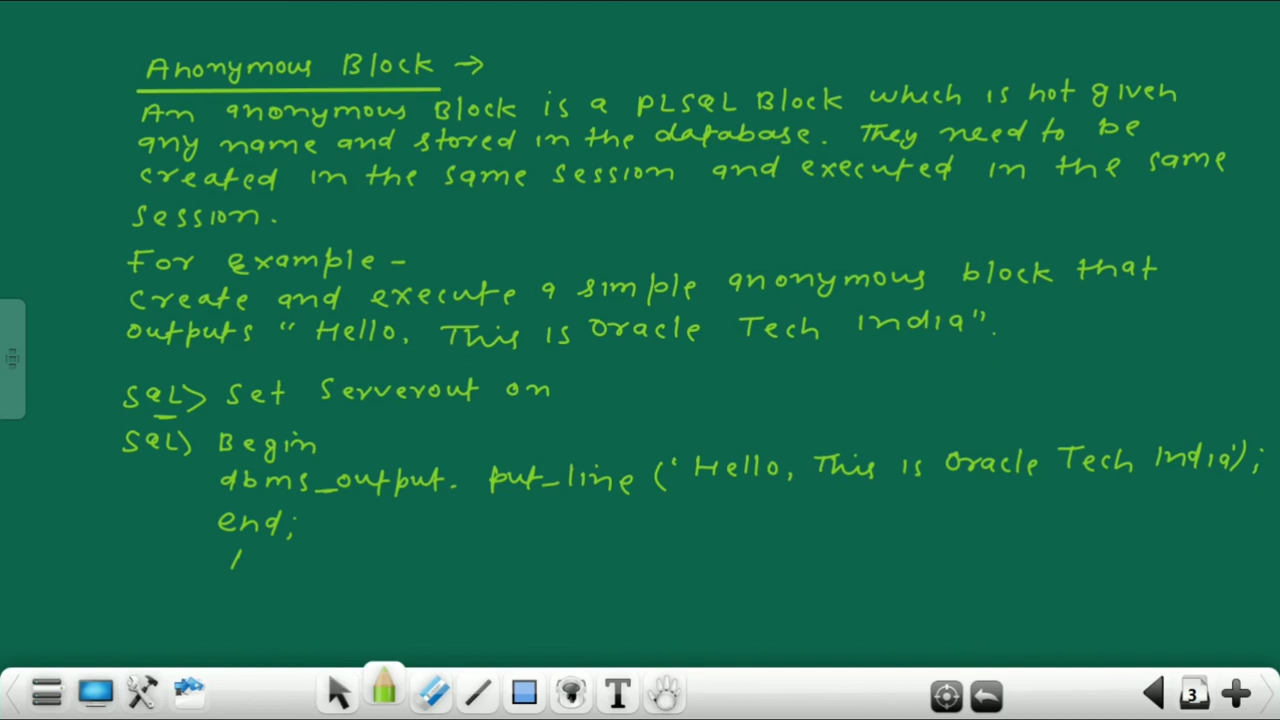 Anonymous Block →
An anonymous Block is a PLSQL Block which is not given
any name and stored in the database. They need to be
created in the same session and executed in the same
session.
For example -
Create and execute a simple anonymous block that
outputs "Hello, This is Oracle Tech India".
SQL> Set Serverout on
SQL> Begin
dbms_output. put_line ('Hello, This is Oracle Tech India');
end;
/
3